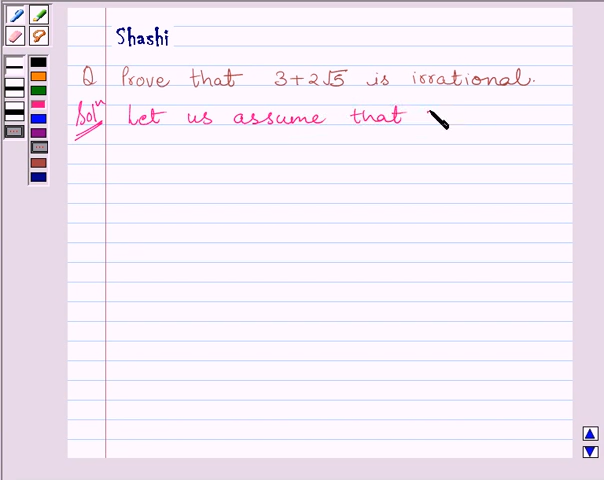 Shashi
Q Prove that 3+2√5 is irrational.
Solⁿ Let us assume that